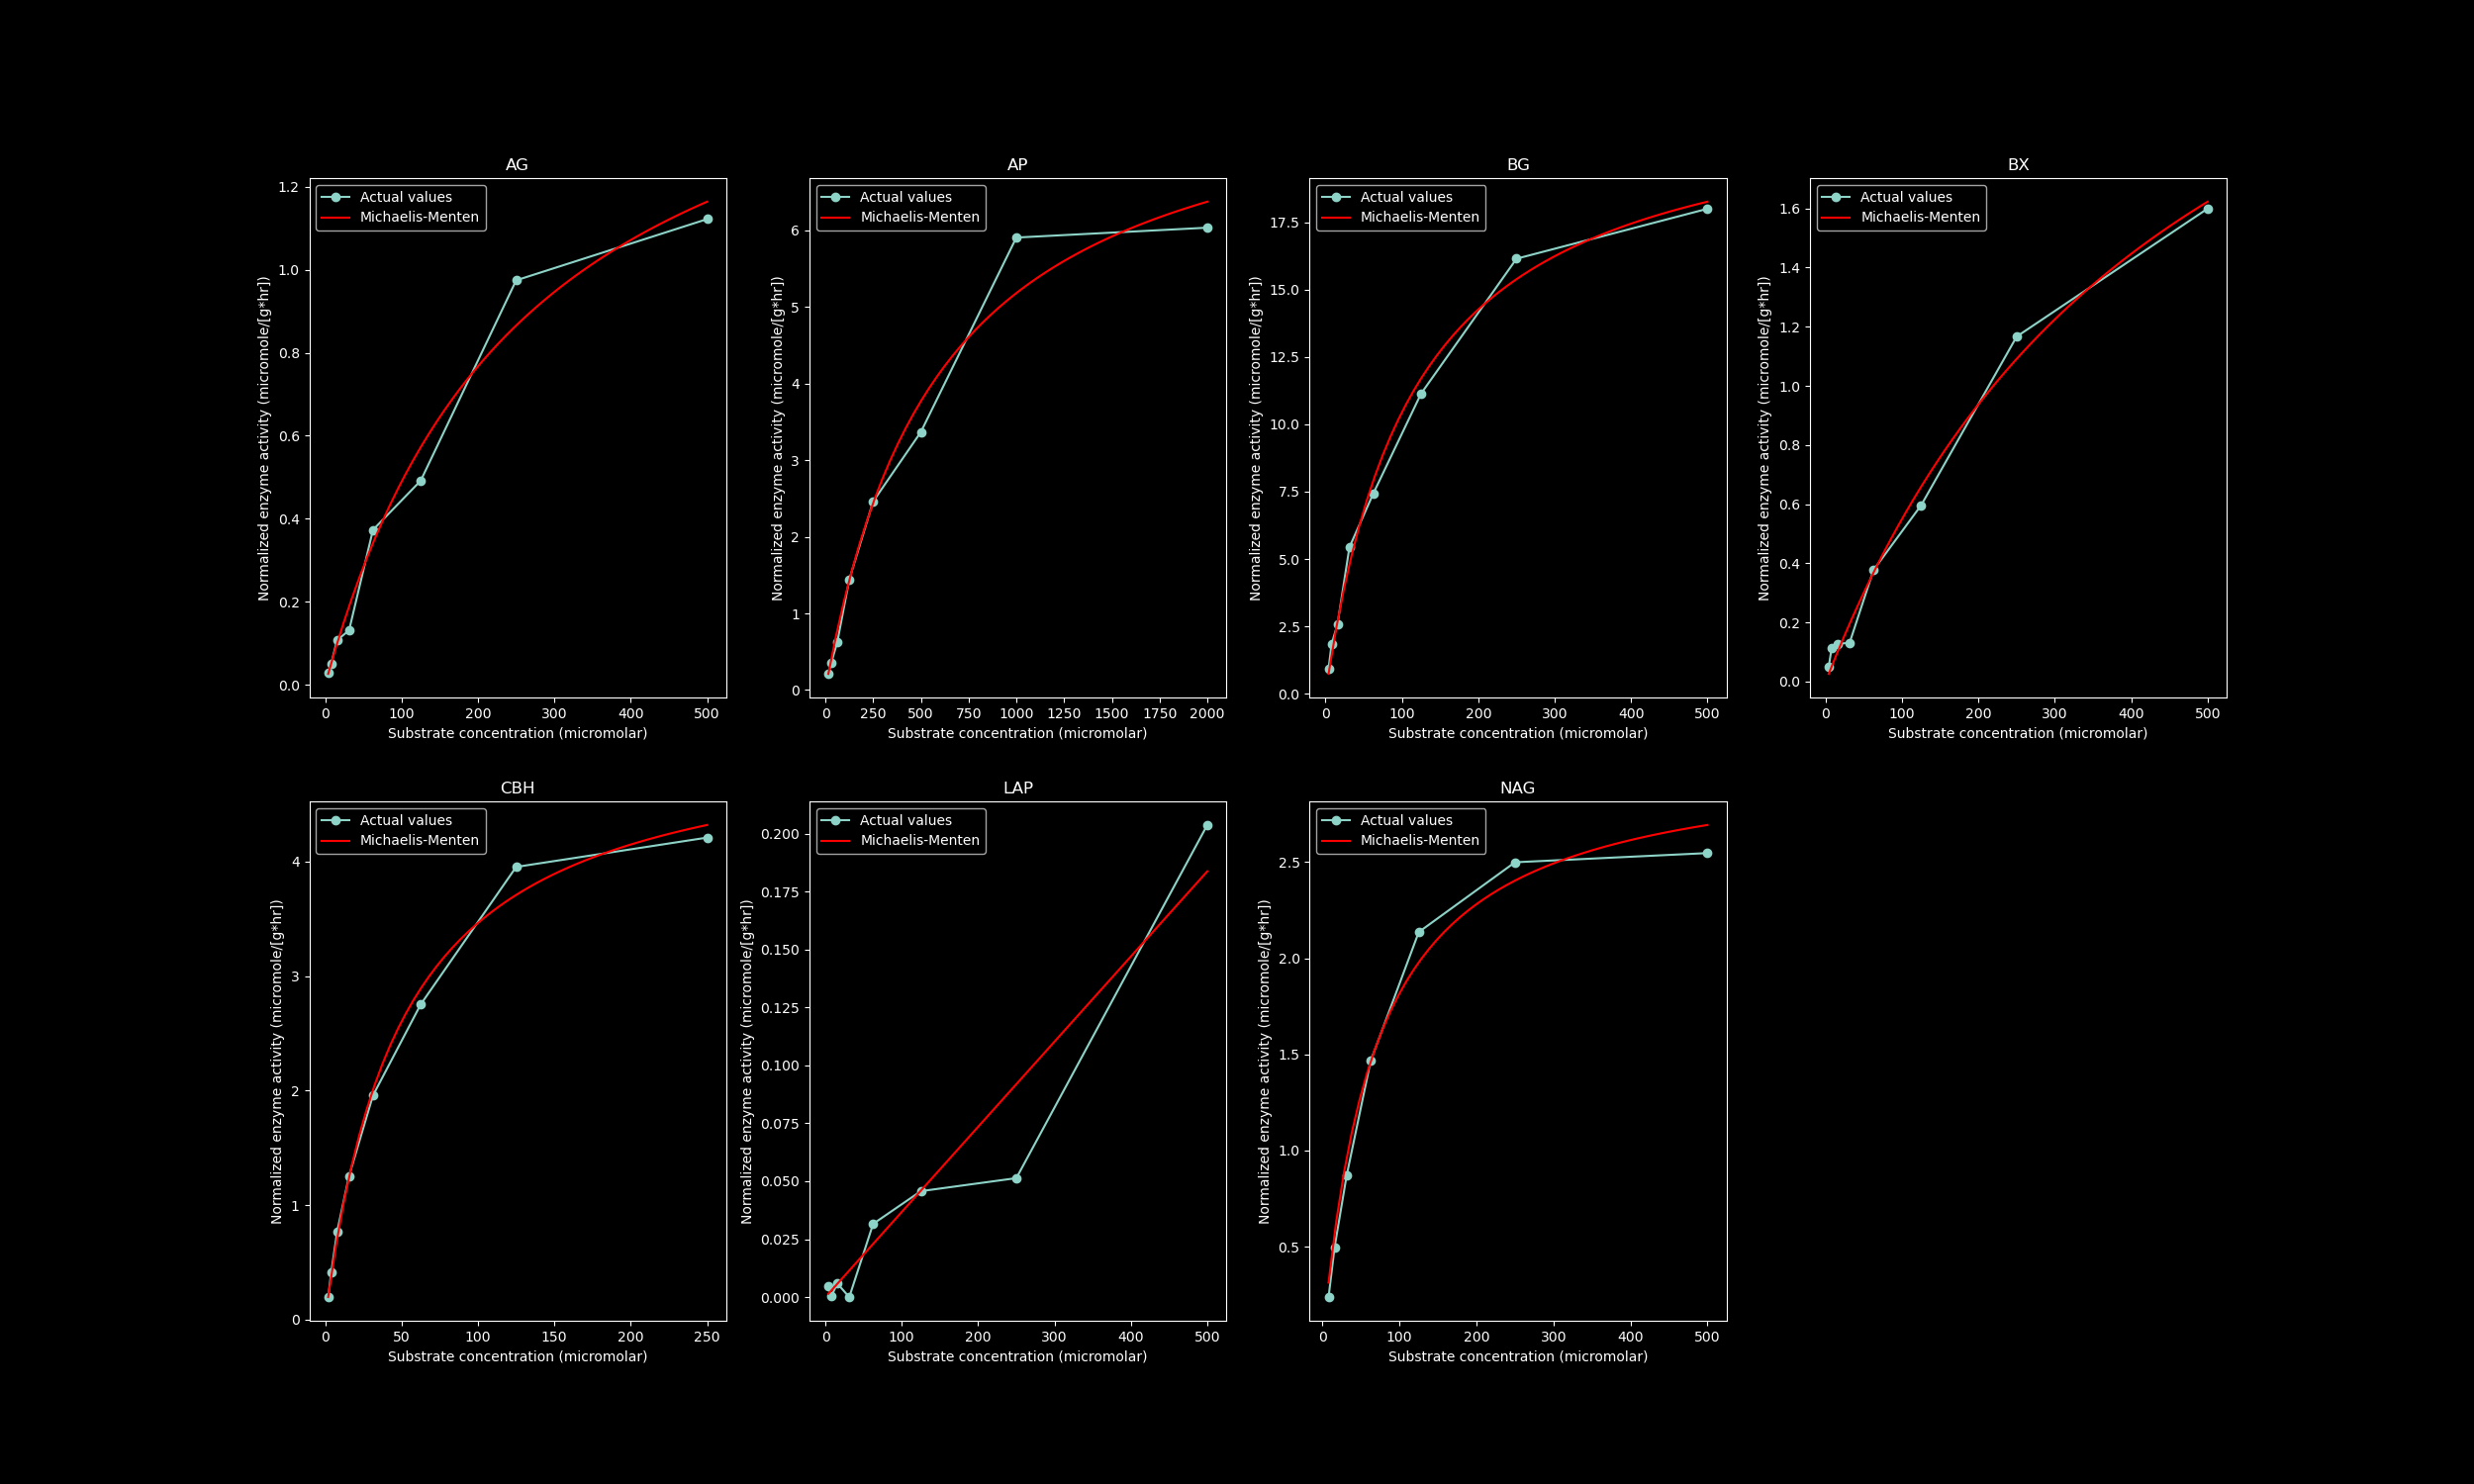 AG
Actual values
Michaelis-Menten
1.2
1.0
0.8
0.6
0.4
0.2
0.0
Normalized enzyme activity (micromole/[g*hr])
0 100 200 300 400 500
Substrate concentration (micromolar)
AP
Actual values
Michaelis-Menten
6
5
4
3
2
1
0
Normalized enzyme activity (micromole/[g*hr])
0 250 500 750 1000 1250 1500 1750 2000
Substrate concentration (micromolar)
BG
Actual values
Michaelis-Menten
17.5
15.0
12.5
10.0
7.5
5.0
2.5
0.0
Normalized enzyme activity (micromole/[g*hr])
0 100 200 300 400 500
Substrate concentration (micromolar)
BX
Actual values
Michaelis-Menten
1.6
1.4
1.2
1.0
0.8
0.6
0.4
0.2
0.0
Normalized enzyme activity (micromole/[g*hr])
0 100 200 300 400 500
Substrate concentration (micromolar)
CBH
Actual values
Michaelis-Menten
4
3
2
1
0
Normalized enzyme activity (micromole/[g*hr])
0 50 100 150 200 250
Substrate concentration (micromolar)
LAP
Actual values
Michaelis-Menten
0.200
0.175
0.150
0.125
0.100
0.075
0.050
0.025
0.000
Normalized enzyme activity (micromole/[g*hr])
0 100 200 300 400 500
Substrate concentration (micromolar)
NAG
Actual values
Michaelis-Menten
2.5
2.0
1.5
1.0
0.5
Normalized enzyme activity (micromole/[g*hr])
0 100 200 300 400 500
Substrate concentration (micromolar)